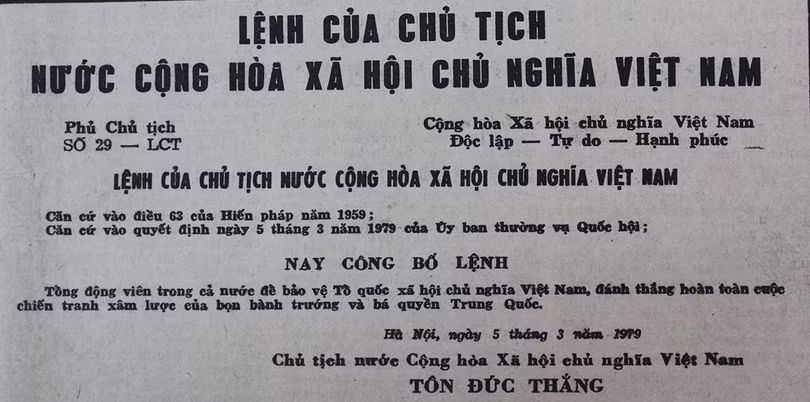 LỆNH CỦA CHỦ TỊCH
NƯỚC CỘNG HÒA XÃ HỘI CHỦ NGHĨA VIỆT NAM
Phủ Chủ tịch
SỐ 29 — LCT
Cộng hòa Xã hội chủ nghĩa Việt Nam
Độc lập — Tự do — Hạnh phúc
LỆNH CỦA CHỦ TỊCH NƯỚC CỘNG HÒA XÃ HỘI CHỦ NGHĨA VIỆT NAM
Căn cứ vào điều 63 của Hiến pháp năm 1959;
Căn cứ vào quyết định ngày 5 tháng 3 năm 1979 của Ủy ban thường vụ Quốc hội;
NAY CÔNG BỐ LỆNH
Tổng động viên trong cả nước để bảo vệ Tổ quốc xã hội chủ nghĩa Việt Nam, đánh thắng hoàn toàn cuộc
chiến tranh xâm lược của bọn bành trướng và bá quyền Trung Quốc.
Hà Nội, ngày 5 tháng 3 năm 1979
Chủ tịch nước Cộng hòa Xã hội chủ nghĩa Việt Nam
TÔN ĐỨC THẮNG